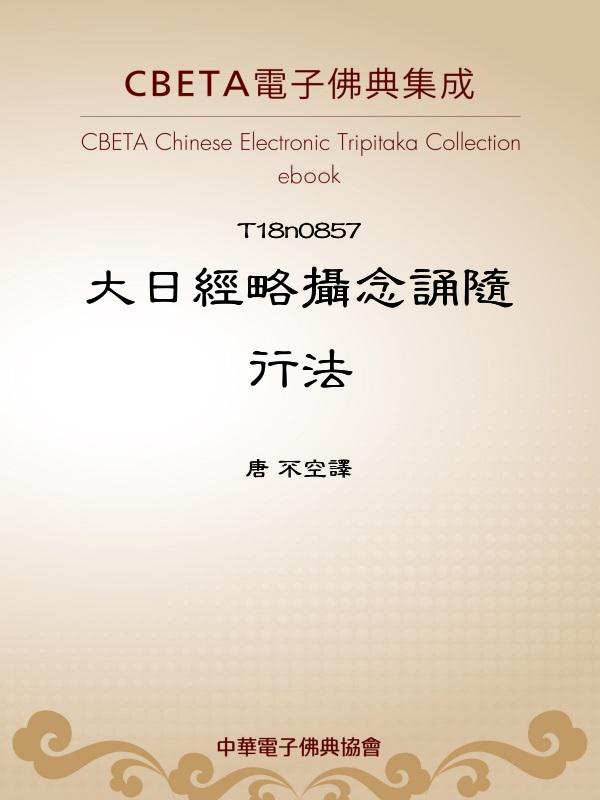 CBETA電子佛典集成
CBETA Chinese Electronic Tripitaka Collection
ebook
T18n0857
大日經略攝念誦隨
行法
唐 不空譯
中華電子佛典協會